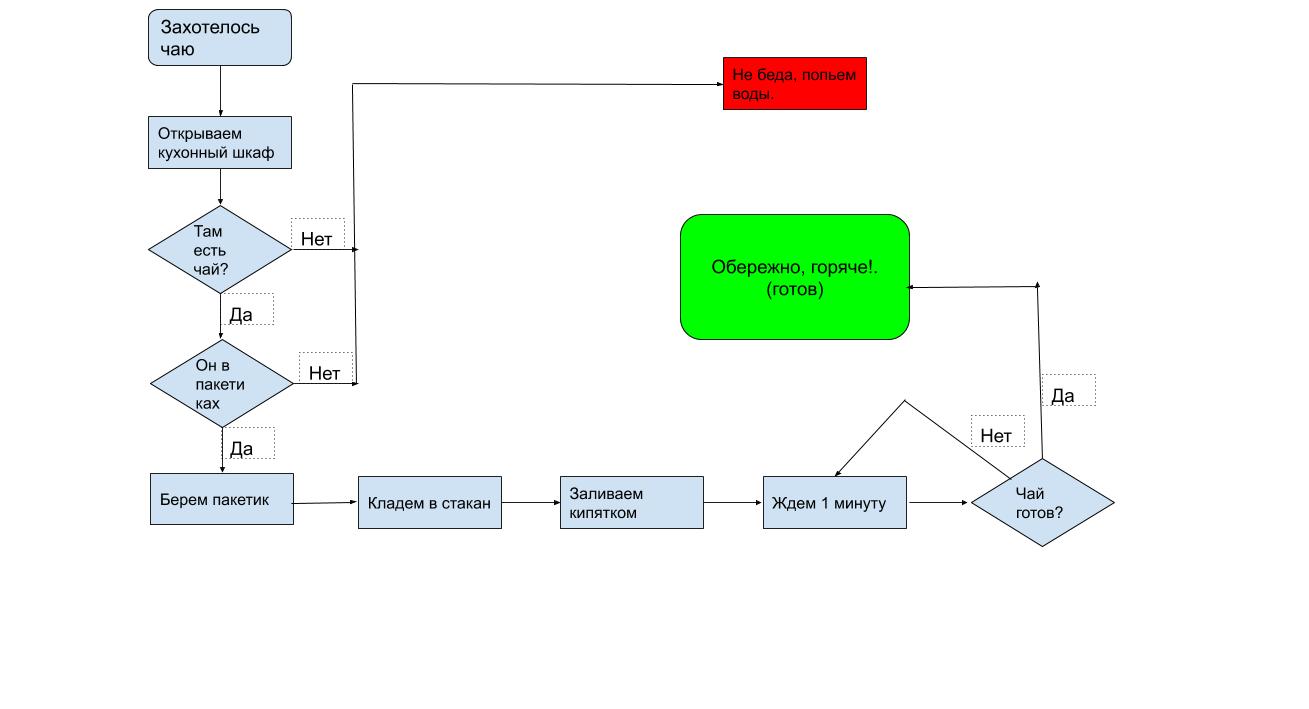 Захотелось
чаю
Не беда, попьем
воды.
Открываем
кухонный шкаф
Там
есть
чай?
Нет
Обережно, горяче!.
(готов)
Да
Он в
пакети
ках
Нет
Да
Да
Нет
Берем пакетик
Кладем в стакан
Заливаем
кипятком
Ждем 1 минуту
Чай
готов?